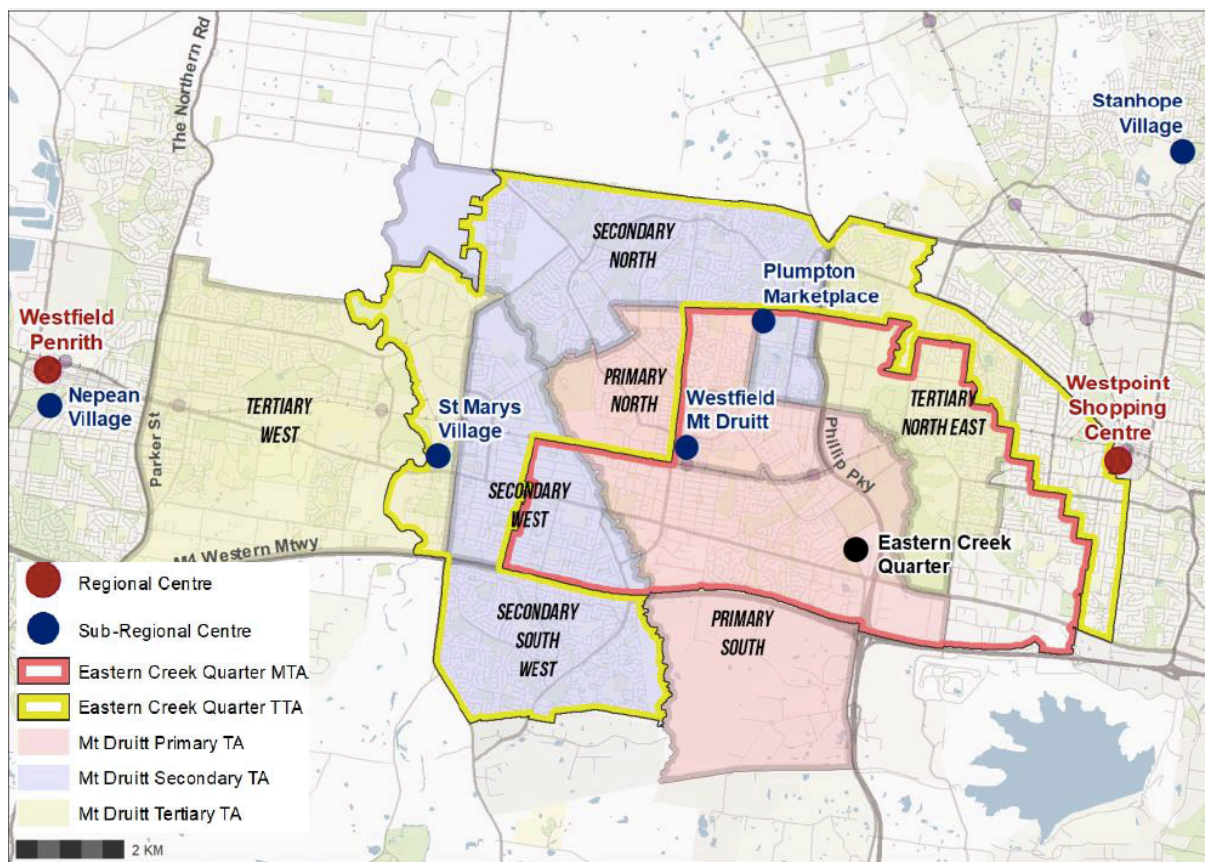 The Northern Rd
Stanhope
Village
SECONDARY
NORTH
Plumpton
Marketplace
Westfield
Penrith
Nepean
Village
Parker St
TERTIARY
WEST
St Marys
Village
PRIMARY
NORTH
Westfield
Mt Druitt
Phillip Pky
TERTIARY
NORTH EAST
Westpoint
Shopping
Centre
SECONDARY
WEST
M4 Western Mtwy
Eastern Creek
Quarter
SECONDARY
SOUTH
WEST
PRIMARY
SOUTH
Regional Centre
Sub-Regional Centre
Eastern Creek Quarter MTA
Eastern Creek Quarter TTA
Mt Druitt Primary TA
Mt Druitt Secondary TA
Mt Druitt Tertiary TA
2 KM